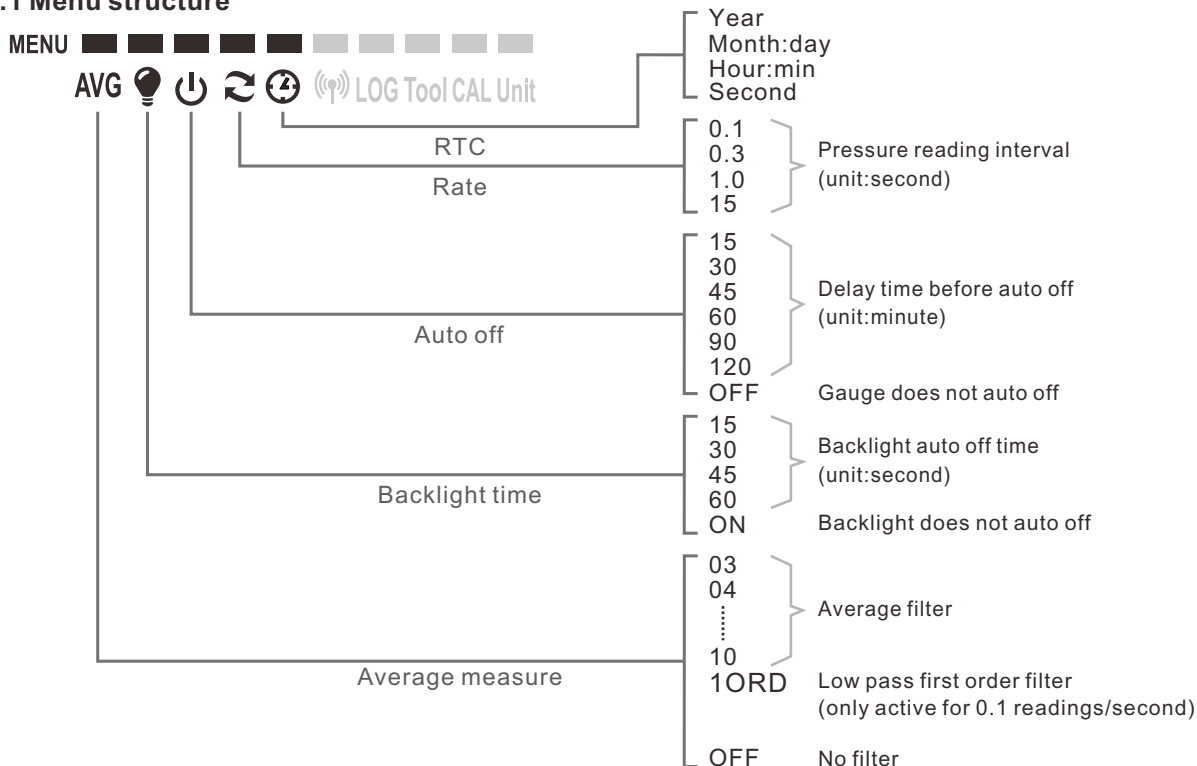 .1 Menu structure
MENU
AVG LOG Tool CAL Unit
Year
Month:day
Hour:min
Second
RTC
0.1
0.3
1.0
15
Pressure reading interval
(unit:second)
Rate
15
30
45
60
90
120
OFF
Delay time before auto off
(unit:minute)
Gauge does not auto off
Auto off
15
30
45
60
ON
Backlight auto off time
(unit:second)
Backlight does not auto off
Backlight time
03
04
10
Average filter
1ORD
Low pass first order filter
(only active for 0.1 readings/second)
OFF
No filter
Average measure